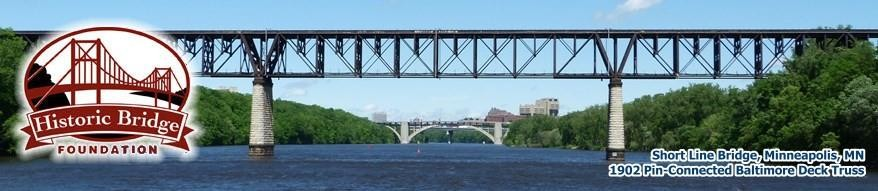 Historic Bridge
FOUNDATION
Short Line Bridge, Minneapolis, MN
1902 Pin-Connected Baltimore Deck Truss